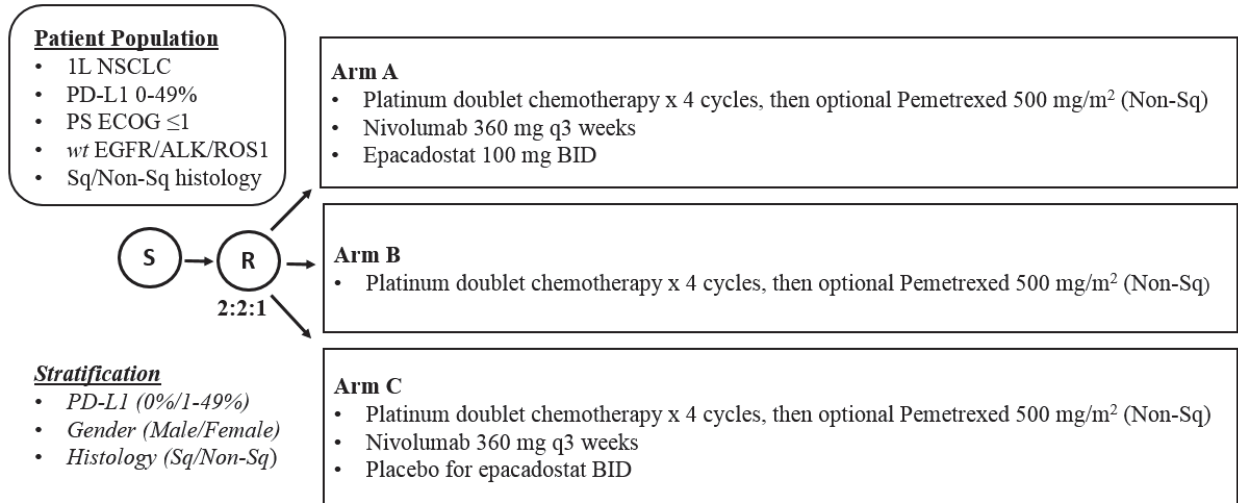 Patient Population
• 1L NSCLC
• PD-L1 0-49%
• PS ECOG ≤1
• wt EGFR/ALK/ROS1
• Sq/Non-Sq histology
S
R
2:2:1
Stratification
• PD-L1 (0%/1-49%)
• Gender (Male/Female)
• Histology (Sq/Non-Sq)
Arm A
• Platinum doublet chemotherapy x 4 cycles, then optional Pemetrexed 500 mg/m² (Non-Sq)
• Nivolumab 360 mg q3 weeks
• Epacadostat 100 mg BID
Arm B
• Platinum doublet chemotherapy x 4 cycles, then optional Pemetrexed 500 mg/m² (Non-Sq)
Arm C
• Platinum doublet chemotherapy x 4 cycles, then optional Pemetrexed 500 mg/m² (Non-Sq)
• Nivolumab 360 mg q3 weeks
• Placebo for epacadostat BID